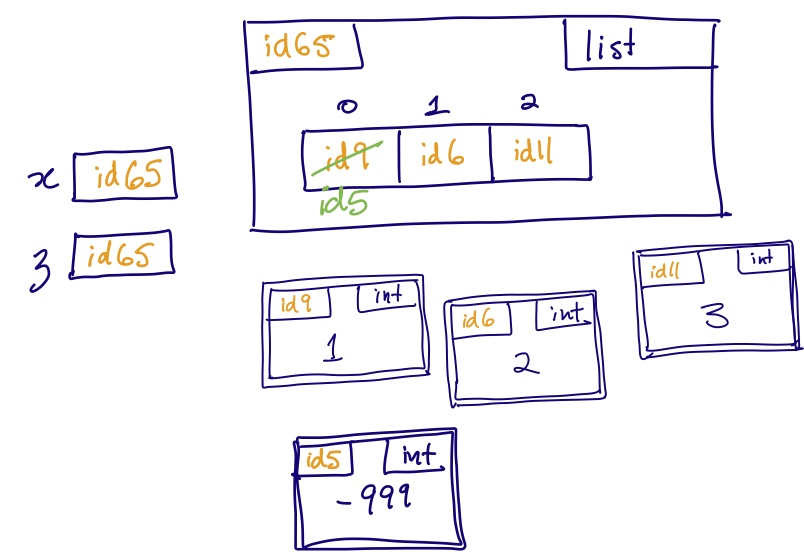 id65 list
0 1 2
id9 id6 id11
id5
x id65
z id65
id9 int
1
id6 int
2
id11 int
3
id5 int
-999